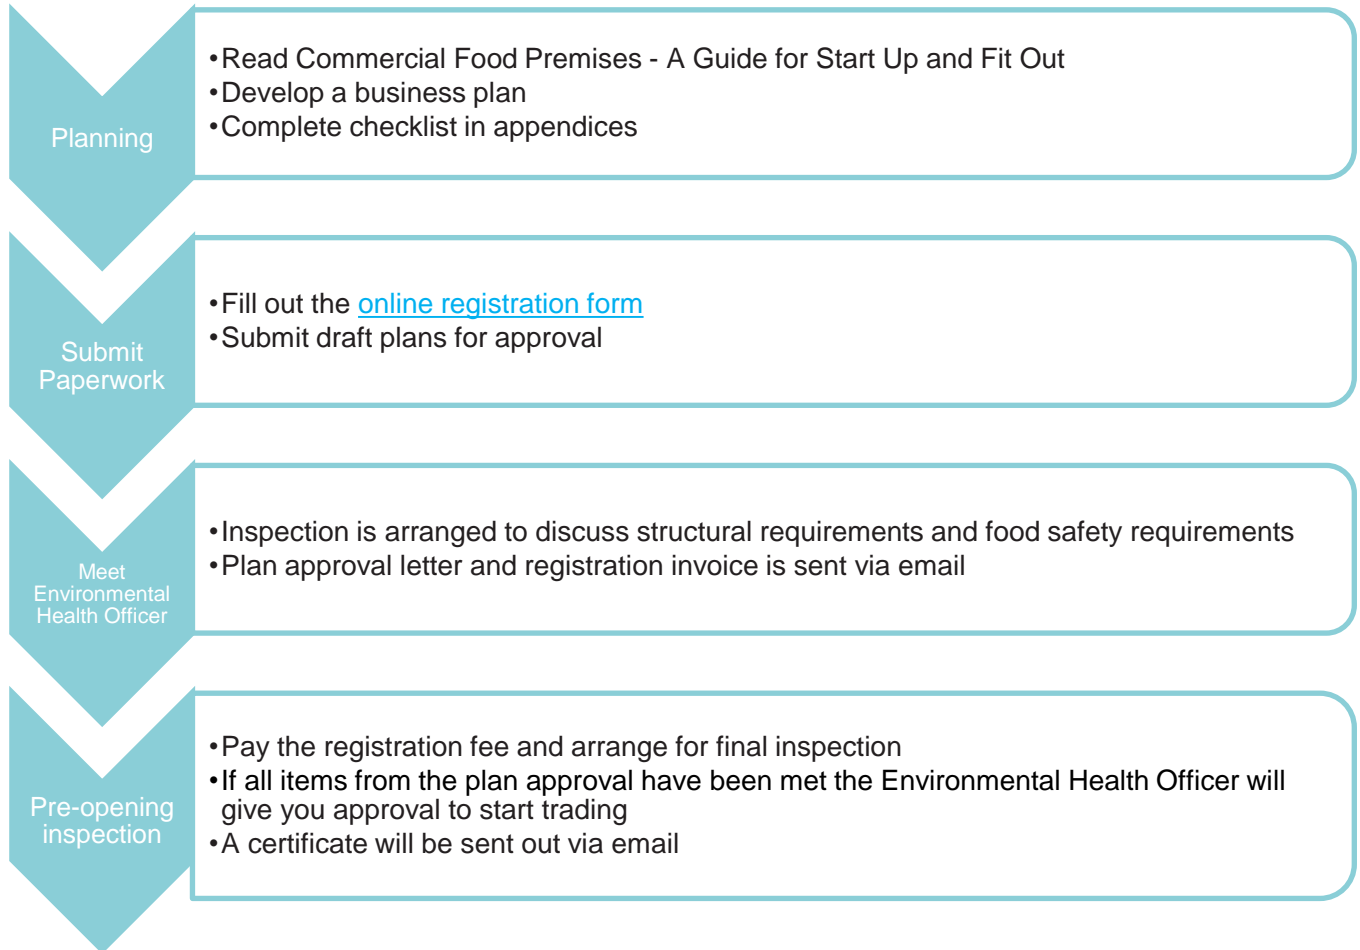 Planning
•Read Commercial Food Premises - A Guide for Start Up and Fit Out
•Develop a business plan
•Complete checklist in appendices
Submit
Paperwork
•Fill out the online registration form
•Submit draft plans for approval
Meet
Environmental
Health Officer
•Inspection is arranged to discuss structural requirements and food safety requirements
•Plan approval letter and registration invoice is sent via email
Pre-opening
inspection
•Pay the registration fee and arrange for final inspection
•If all items from the plan approval have been met the Environmental Health Officer will
give you approval to start trading
•A certificate will be sent out via email